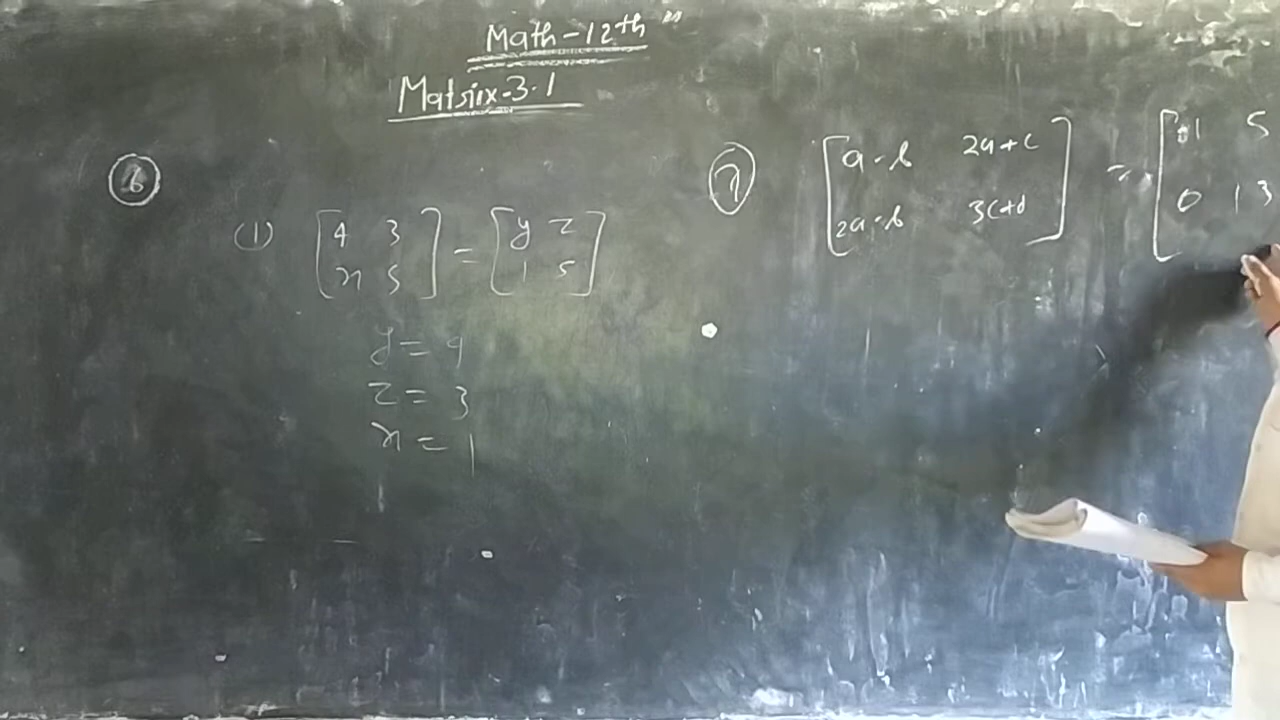 Math-12th "
Matrix-3.1
6
(1) [4 3
x 5] = [y z
1 5]
y = 4
z = 3
x = 1
7
[a-b 2a+c
2a-b 3c+d] = [-1 5
0 13